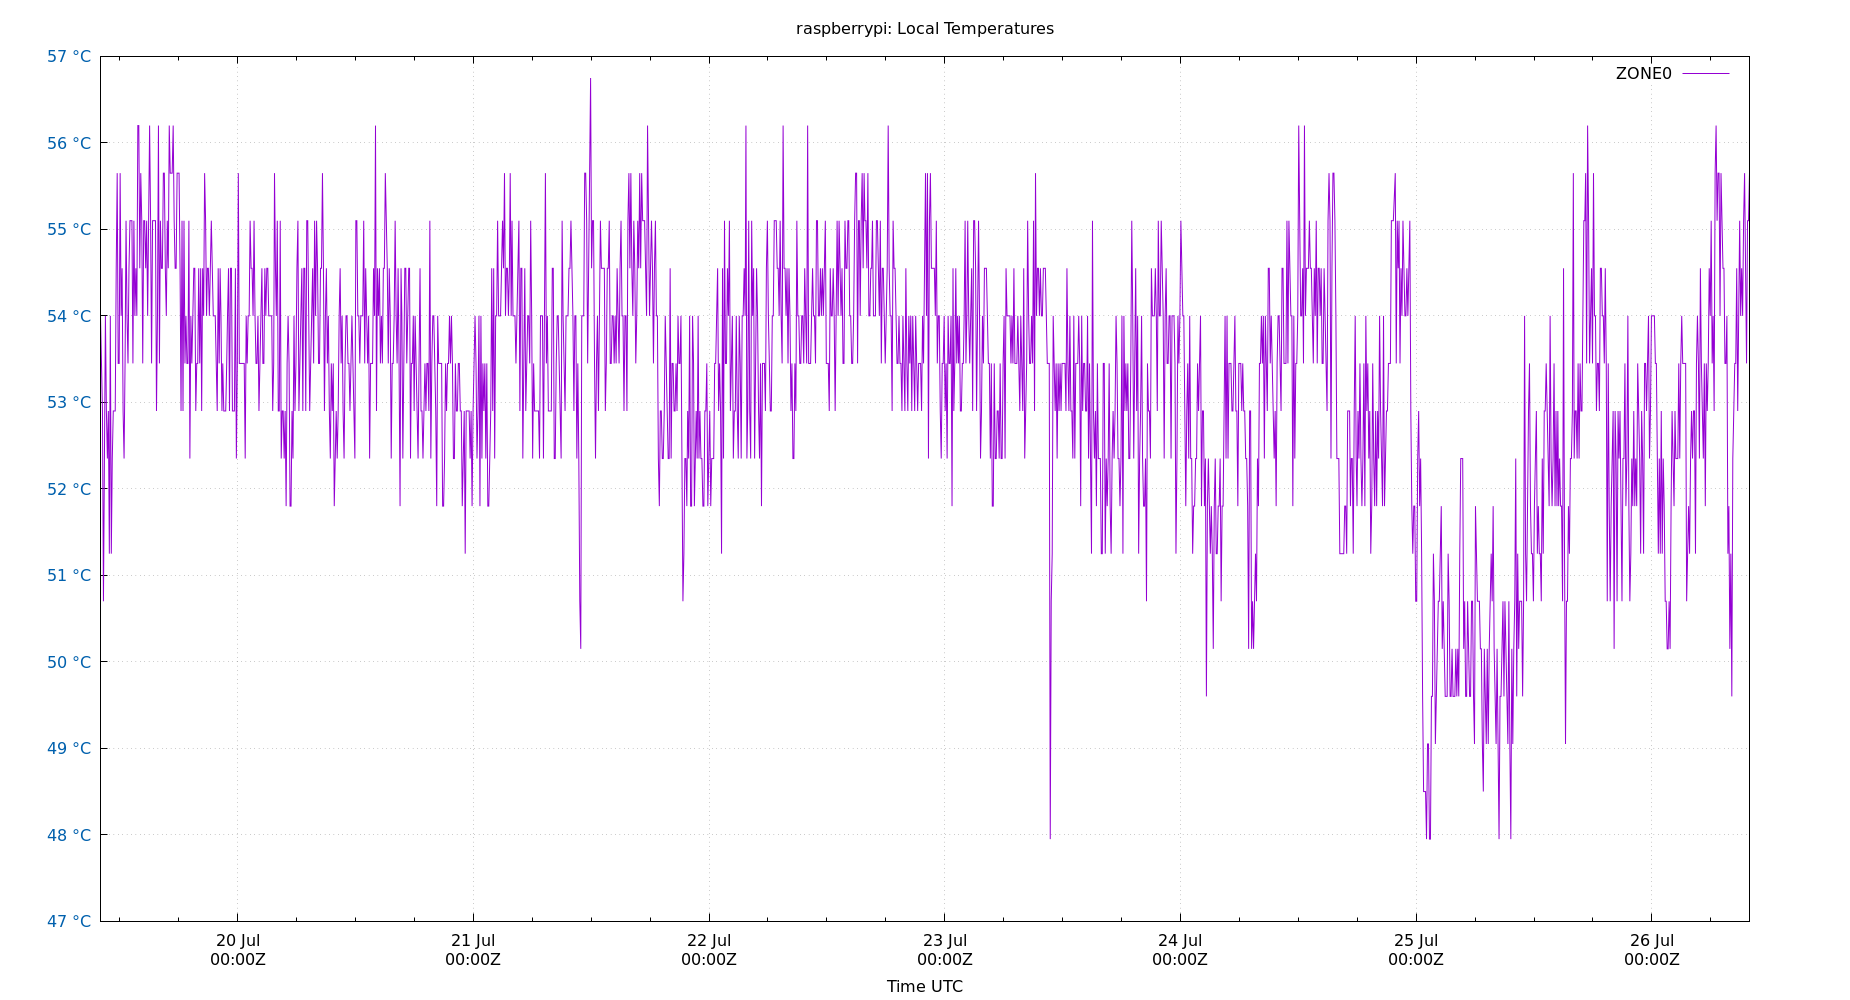 raspberrypi: Local Temperatures
ZONE0
57 °C
56 °C
55 °C
54 °C
53 °C
52 °C
51 °C
50 °C
49 °C
48 °C
47 °C
20 Jul
00:00Z
21 Jul
00:00Z
22 Jul
00:00Z
23 Jul
00:00Z
24 Jul
00:00Z
25 Jul
00:00Z
26 Jul
00:00Z
Time UTC